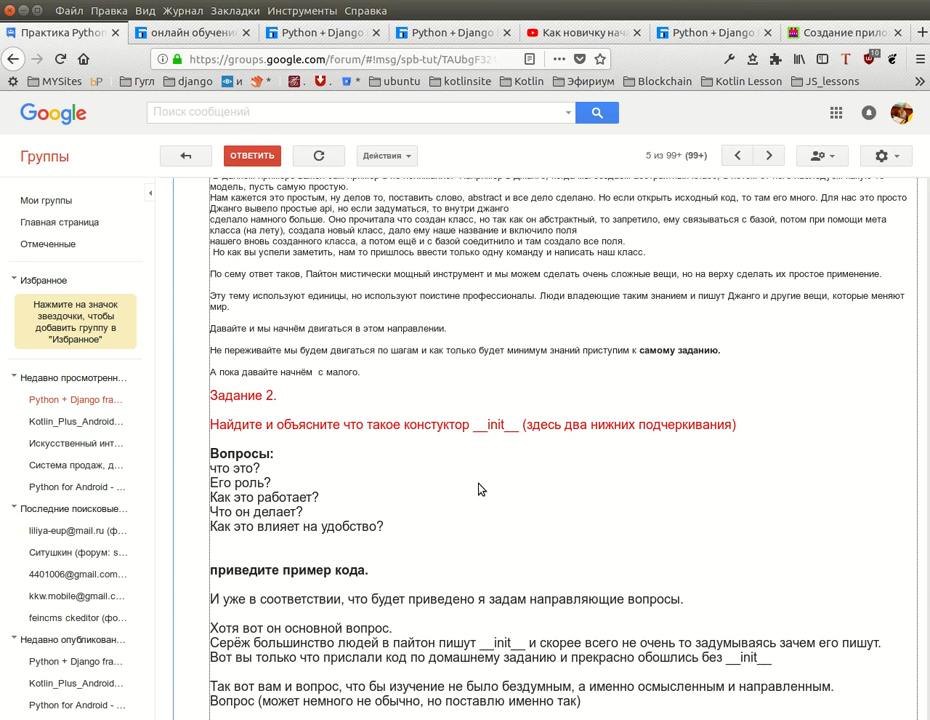 Файл Правка Вид Журнал Закладки Инструменты Справка
Практика Python
онлайн обучени
Python + Django
Python + Django
Как новичку нач
Python + Django
Создание прило
https://groups.google.com/forum/#!msg/spb-tut/TAUbgF32
10
MYSites
bP
Гугл
django
ubuntu
kotlinsite
Kotlin
Эфириум
Blockchain
Kotlin Lesson
JS_lessons
Google
Поиск сообщений
Группы
ОТВЕТИТЬ
Действия
5 из 99+ (99+)
Мои группы
Главная страница
Отмеченные
Избранное
Нажмите на значок
звездочки, чтобы
добавить группу в
"Избранное"
Недавно просмотренн...
Python + Django fra...
Kotlin_Plus_Android...
Искусственный инт...
Система продаж, д...
Python for Android - ...
Последние поисковые...
liliya-eup@mail.ru (ф...
Ситушкин (форум: s...
4401006@gmail.com...
kkw.mobile@gmail.c...
feincms ckeditor (фо...
Недавно опубликован...
Python + Django fra...
Kotlin_Plus_Android...
Python for Android - ...
модель, пусть самую простую.
Нам кажется это простым, ну делов то, поставить слово, abstract и все дело сделано. Но если открыть исходный код, то там его много. Для нас это просто
Джанго вывело простые api, но если задуматься, то внутри джанго
сделало намного больше. Оно прочитала что создан класс, но так как он абстрактный, то запретило, ему связываться с базой, потом при помощи мета
класса (на лету), создала новый класс, дало ему наше название и включило поля
нашего вновь созданного класса, а потом ещё и с базой соедитнило и там создало все поля.
Но как вы успели заметить, нам то пришлось ввести только одну команду и написать наш класс.
По сему ответ таков, Пайтон мистически мощный инструмент и мы можем сделать очень сложные вещи, но на верху сделать их простое применение.
Эту тему используют единицы, но используют поистине профессионалы. Люди владеющие таким знанием и пишут Джанго и другие вещи, которые меняют
мир.
Давайте и мы начнём двигаться в этом направлении.
Не переживайте мы будем двигаться по шагам и как только будет минимум знаний приступим к самому заданию.
А пока давайте начнём с малого.
Задание 2.
Найдите и объясните что такое констуктор __init__ (здесь два нижних подчеркивания)
Вопросы:
что это?
Его роль?
Как это работает?
Что он делает?
Как это влияет на удобство?
приведите пример кода.
И уже в соответствии, что будет приведено я задам направляющие вопросы.
Хотя вот он основной вопрос.
Серёж большинство людей в пайтон пишут __init__ и скорее всего не очень то задумываясь зачем его пишут.
Вот вы только что прислали код по домашнему заданию и прекрасно обошлись без __init__
Так вот вам и вопрос, что бы изучение не было бездумным, а именно осмысленным и направленным.
Вопрос (может немного не обычно, но поставлю именно так)